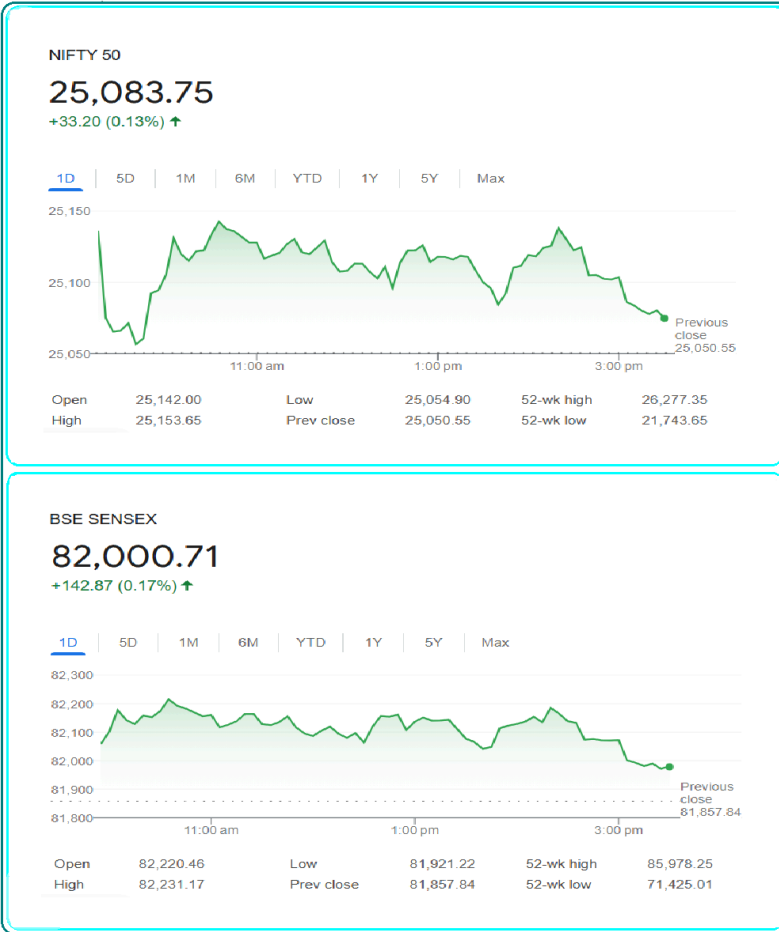 NIFTY 50
25,083.75
+33.20 (0.13%) ↑
1D 5D 1M 6M YTD 1Y 5Y Max
25,150
25,100
25,050
Previous
close
25,050.55
11:00 am 1:00 pm 3:00 pm
Open 25,142.00 Low 25,054.90 52-wk high 26,277.35
High 25,153.65 Prev close 25,050.55 52-wk low 21,743.65
BSE SENSEX
82,000.71
+142.87 (0.17%) ↑
1D 5D 1M 6M YTD 1Y 5Y Max
82,300
82,200
82,100
82,000
81,900
81,800
Previous
close
81,857.84
11:00 am 1:00 pm 3:00 pm
Open 82,220.46 Low 81,921.22 52-wk high 85,978.25
High 82,231.17 Prev close 81,857.84 52-wk low 71,425.01